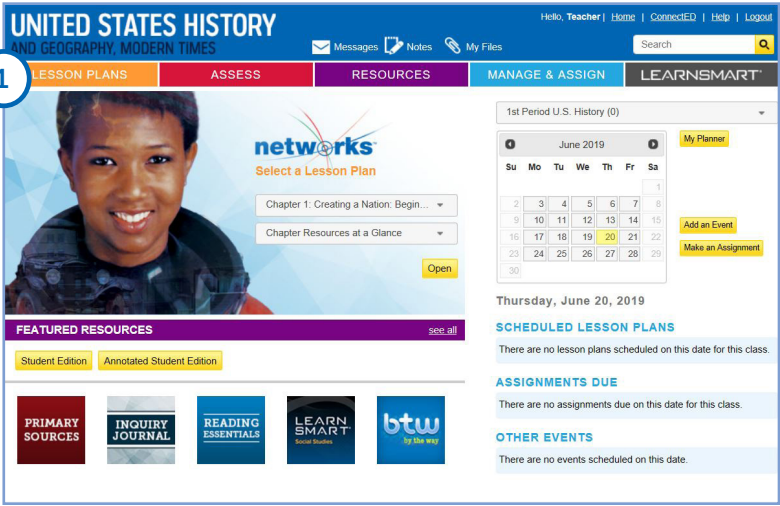 UNITED STATES HISTORY
AND GEOGRAPHY, MODERN TIMES
Hello, Teacher | Home | ConnectED | Help | Logout
Messages Notes My Files
Search
1
LESSON PLANS ASSESS RESOURCES MANAGE & ASSIGN LEARNSMART
networks
Select a Lesson Plan
Chapter 1: Creating a Nation: Begin...
Chapter Resources at a Glance
Open
1st Period U.S. History (0)
June 2019
Su Mo Tu We Th Fr Sa
1
2 3 4 5 6 7 8
9 10 11 12 13 14 15
16 17 18 19 20 21 22
23 24 25 26 27 28 29
30
My Planner
Add an Event
Make an Assignment
Thursday, June 20, 2019
SCHEDULED LESSON PLANS
There are no lesson plans scheduled on this date for this class.
ASSIGNMENTS DUE
There are no assignments due on this date for this class.
OTHER EVENTS
There are no events scheduled on this date.
FEATURED RESOURCES see all
Student Edition Annotated Student Edition
PRIMARY
SOURCES
INQUIRY
JOURNAL
READING
ESSENTIALS
LEARN
SMART
Social Studies
btw
by the way